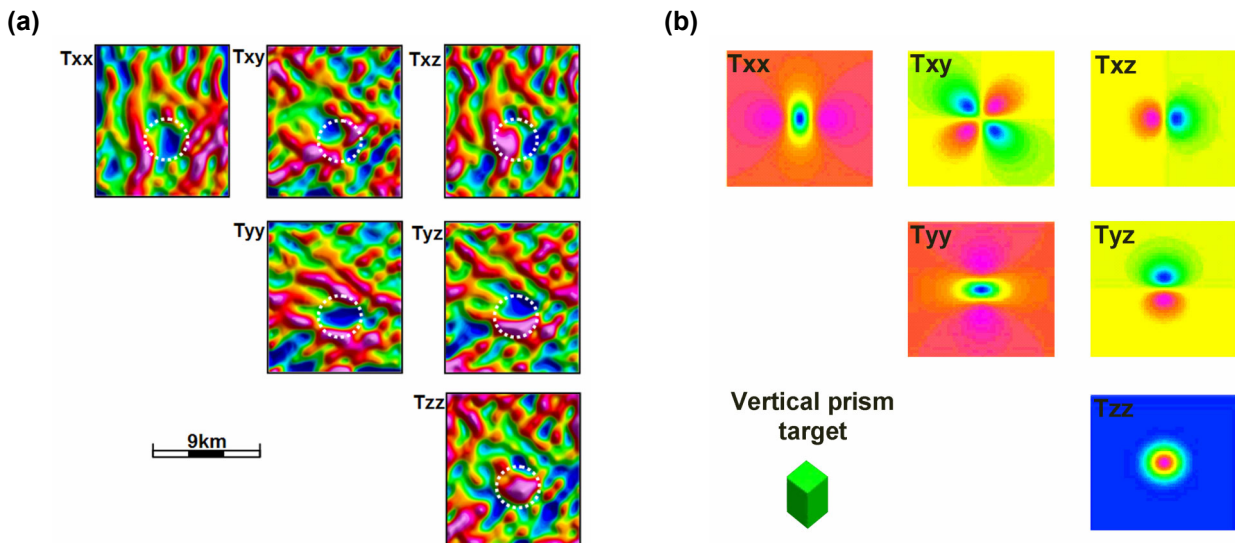 (a)
(b)
Txx
Txy
Txz
Tyy
Tyz
Tzz
9km
Txx
Txy
Txz
Tyy
Tyz
Vertical prism
target
Tzz